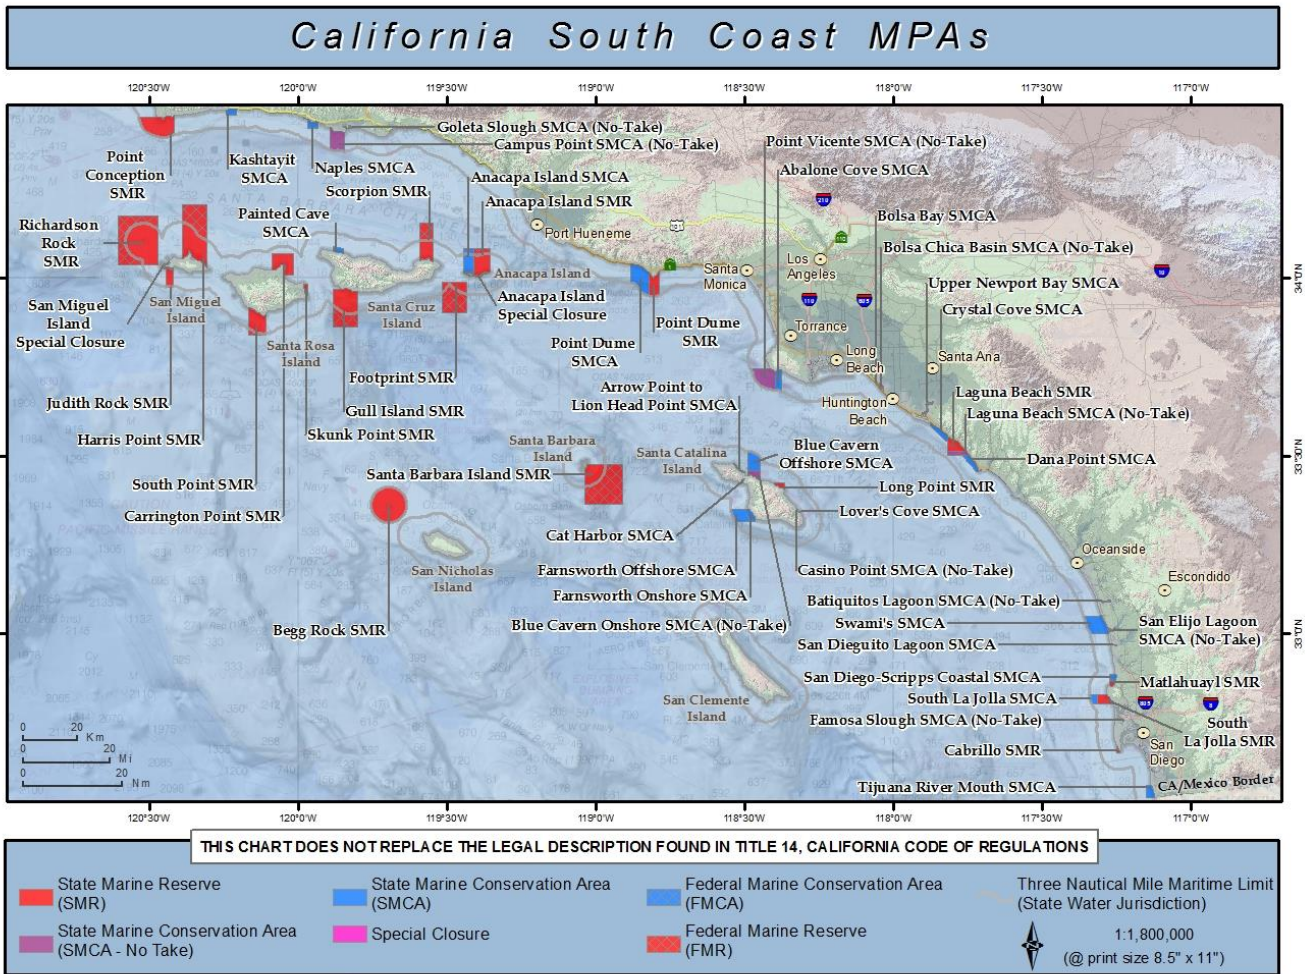 California South Coast MPAs
120°30'W
120°0'W
119°30'W
119°0'W
118°30'W
118°0'W
117°30'W
117°0'W
Goleta Slough SMCA (No-Take)
Campus Point SMCA (No-Take)
Point Vicente SMCA (No-Take)
Abalone Cove SMCA
Point
Conception
SMR
Kashtayit
SMCA
Naples SMCA
Scorpion SMR
Anacapa Island SMCA
Anacapa Island SMR
Richardson
Rock
SMR
Painted Cave
SMCA
Port Hueneme
101
210
110
10
1
Bolsa Bay SMCA
Bolsa Chica Basin SMCA (No-Take)
Santa
Monica
Los
Angeles
Anacapa Island
34°0'N
Upper Newport Bay SMCA
Crystal Cove SMCA
San Miguel
Island
Special Closure
San Miguel
Island
Santa Cruz
Island
Anacapa Island
Special Closure
110
605
Point Dume
SMR
Point Dume
SMCA
Torrance
Long
Beach
Santa Ana
Santa Rosa
Island
Footprint SMR
Judith Rock SMR
Gull Island SMR
Arrow Point to
Lion Head Point SMCA
Huntington
Beach
Laguna Beach SMR
Laguna Beach SMCA (No-Take)
Harris Point SMR
Skunk Point SMR
Santa Barbara
Island
Santa Catalina
Island
Blue Cavern
Offshore SMCA
Dana Point SMCA
33°30'N
South Point SMR
Santa Barbara Island SMR
Long Point SMR
Carrington Point SMR
Lover's Cove SMCA
Cat Harbor SMCA
Oceanside
San Nicholas
Island
Farnsworth Offshore SMCA
Casino Point SMCA (No-Take)
Escondido
Farnsworth Onshore SMCA
Batiquitos Lagoon SMCA (No-Take)
Begg Rock SMR
Blue Cavern Onshore SMCA (No-Take)
Swami's SMCA
San Elijo Lagoon
SMCA (No-Take)
33°0'N
San Dieguito Lagoon SMCA
San Clemente
Island
San Diego-Scripps Coastal SMCA
Matlahuayl SMR
South La Jolla SMCA
805
8
Famosa Slough SMCA (No-Take)
South
La Jolla SMR
Cabrillo SMR
San
Diego
Tijuana River Mouth SMCA
CA/Mexico Border
0 20
Km
0 20
Mi
0 20
Nm
120°30'W
120°0'W
119°30'W
119°0'W
118°30'W
118°0'W
117°30'W
117°0'W
THIS CHART DOES NOT REPLACE THE LEGAL DESCRIPTION FOUND IN TITLE 14, CALIFORNIA CODE OF REGULATIONS
State Marine Reserve
(SMR)
State Marine Conservation Area
(SMCA)
Federal Marine Conservation Area
(FMCA)
Three Nautical Mile Maritime Limit
(State Water Jurisdiction)
State Marine Conservation Area
(SMCA - No Take)
Special Closure
Federal Marine Reserve
(FMR)
1:1,800,000
(@ print size 8.5" x 11")